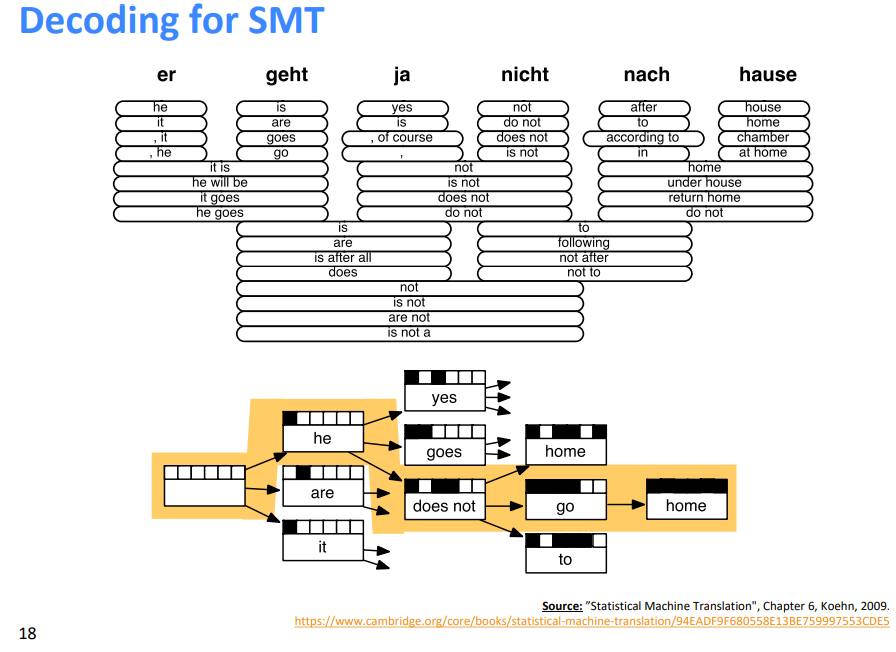 Decoding for SMT
er geht ja nicht nach hause
he is yes not after house
it are is do not to home
, it goes , of course does not according to chamber
, he go , is not in at home
it is not home
he will be is not under house
it goes does not return home
he goes do not do not
is to
are following
is after all not after
does not to
not
is not
are not
is not a
yes
he goes home
are does not go home
it to
Source: ”Statistical Machine Translation", Chapter 6, Koehn, 2009.
https://www.cambridge.org/core/books/statistical-machine-translation/94EADF9F680558E13BE759997553CDE5
18